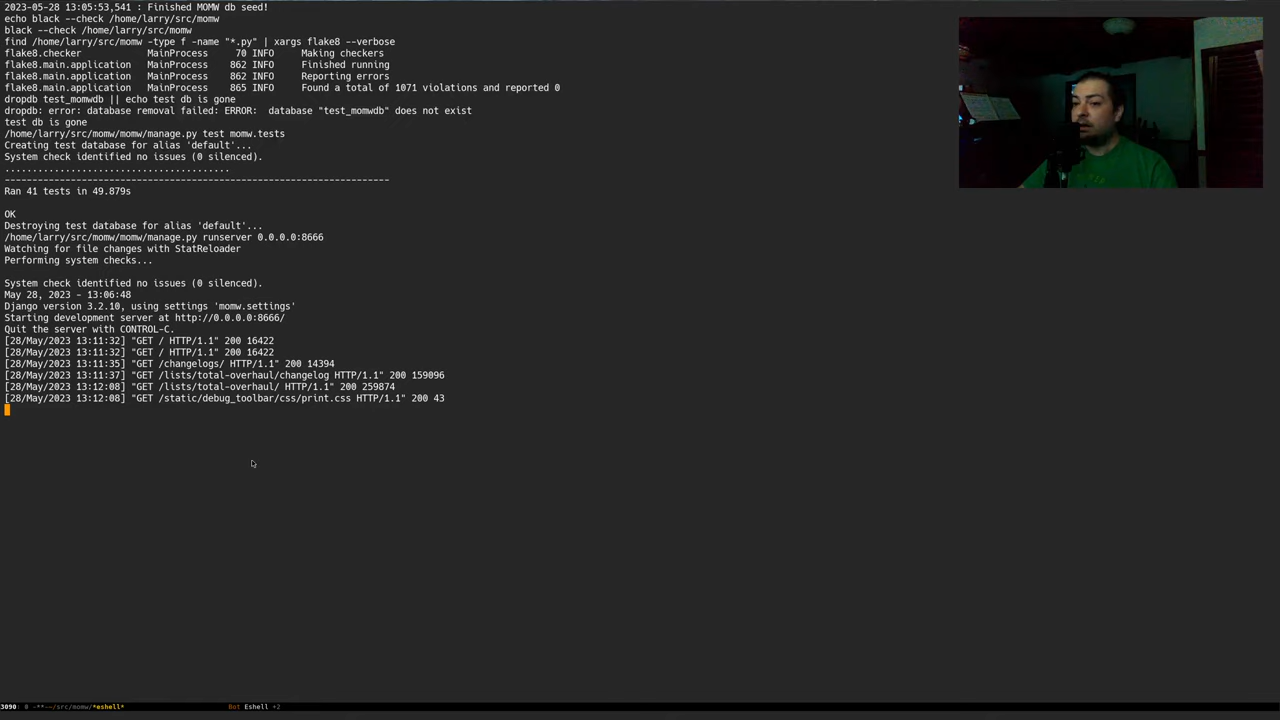 2023-05-28 13:05:53,541 : Finished MOMW db seed!
echo black --check /home/larry/src/momw
black --check /home/larry/src/momw
find /home/larry/src/momw -type f -name "*.py" | xargs flake8 --verbose
flake8.checker            MainProcess     70 INFO     Making checkers
flake8.main.application   MainProcess    862 INFO     Finished running
flake8.main.application   MainProcess    862 INFO     Reporting errors
flake8.main.application   MainProcess    865 INFO     Found a total of 1071 violations and reported 0
dropdb test_momwdb || echo test db is gone
dropdb: error: database removal failed: ERROR:  database "test_momwdb" does not exist
test db is gone
/home/larry/src/momw/momw/manage.py test momw.tests
Creating test database for alias 'default'...
System check identified no issues (0 silenced).
.........................................
----------------------------------------------------------------------
Ran 41 tests in 49.879s
OK
Destroying test database for alias 'default'...
/home/larry/src/momw/momw/manage.py runserver 0.0.0.0:8666
Watching for file changes with StatReloader
Performing system checks...
System check identified no issues (0 silenced).
May 28, 2023 - 13:06:48
Django version 3.2.10, using settings 'momw.settings'
Starting development server at http://0.0.0.0:8666/
Quit the server with CONTROL-C.
[28/May/2023 13:11:32] "GET / HTTP/1.1" 200 16422
[28/May/2023 13:11:32] "GET / HTTP/1.1" 200 16422
[28/May/2023 13:11:35] "GET /changelogs/ HTTP/1.1" 200 14394
[28/May/2023 13:11:37] "GET /lists/total-overhaul/changelog HTTP/1.1" 200 159096
[28/May/2023 13:12:08] "GET /lists/total-overhaul/ HTTP/1.1" 200 259874
[28/May/2023 13:12:08] "GET /static/debug_toolbar/css/print.css HTTP/1.1" 200 43
3090: 0 -**-~/src/momw/*eshell* Bot Eshell +2